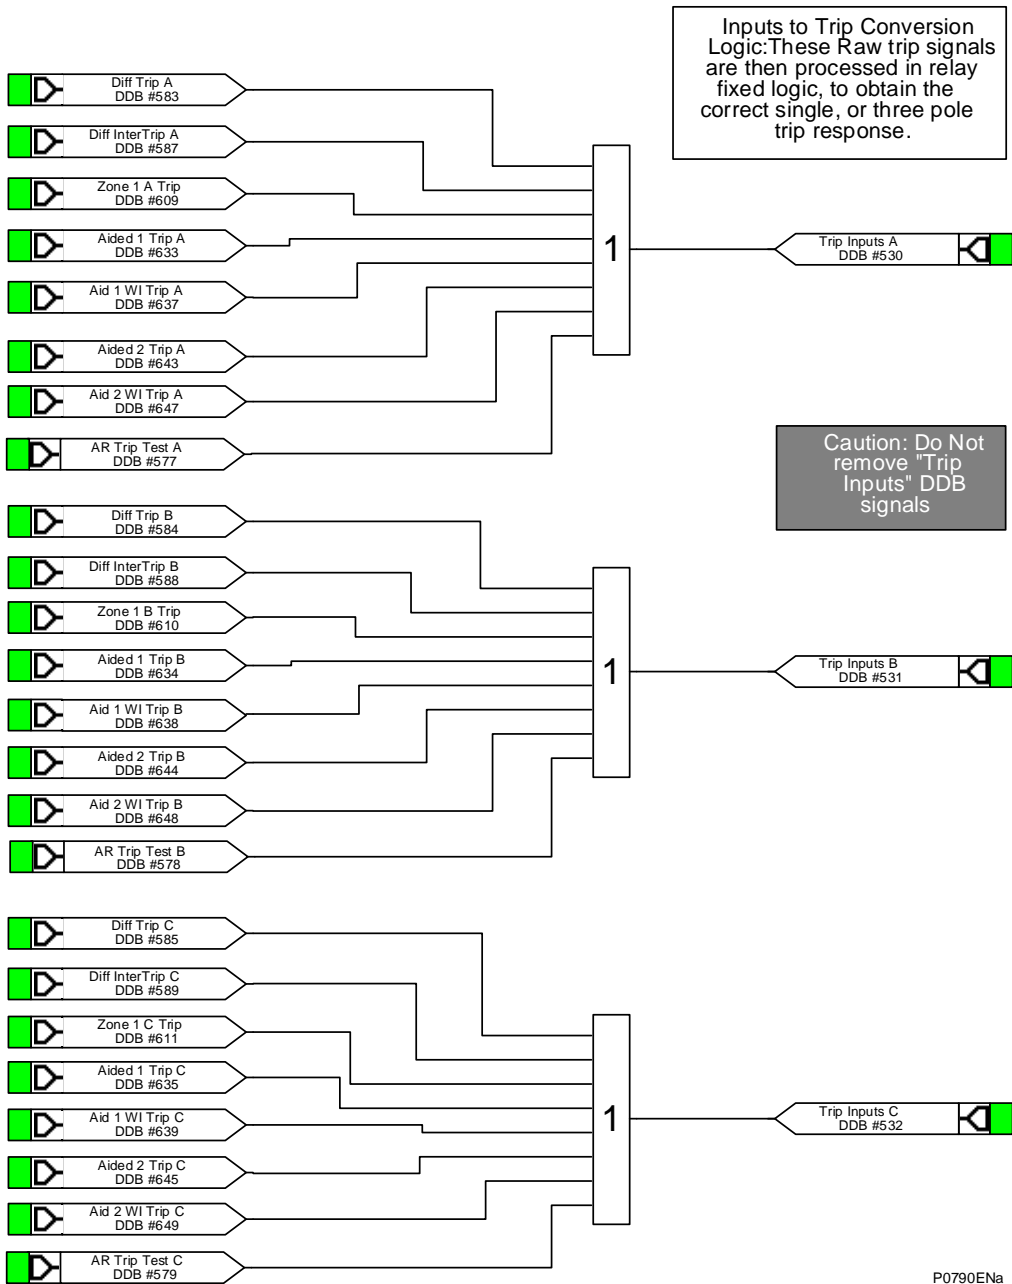 Inputs to Trip Conversion
Logic:These Raw trip signals
are then processed in relay
fixed logic, to obtain the
correct single, or three pole
trip response.
Diff Trip A
DDB #583
Diff InterTrip A
DDB #587
Zone 1 A Trip
DDB #609
Aided 1 Trip A
DDB #633
Aid 1 WI Trip A
DDB #637
Aided 2 Trip A
DDB #643
Aid 2 WI Trip A
DDB #647
AR Trip Test A
DDB #577
1
Trip Inputs A
DDB #530
Caution: Do Not
remove "Trip
Inputs" DDB
signals
Diff Trip B
DDB #584
Diff InterTrip B
DDB #588
Zone 1 B Trip
DDB #610
Aided 1 Trip B
DDB #634
Aid 1 WI Trip B
DDB #638
Aided 2 Trip B
DDB #644
Aid 2 WI Trip B
DDB #648
AR Trip Test B
DDB #578
1
Trip Inputs B
DDB #531
Diff Trip C
DDB #585
Diff InterTrip C
DDB #589
Zone 1 C Trip
DDB #611
Aided 1 Trip C
DDB #635
Aid 1 WI Trip C
DDB #639
Aided 2 Trip C
DDB #645
Aid 2 WI Trip C
DDB #649
AR Trip Test C
DDB #579
1
Trip Inputs C
DDB #532
P0790ENa